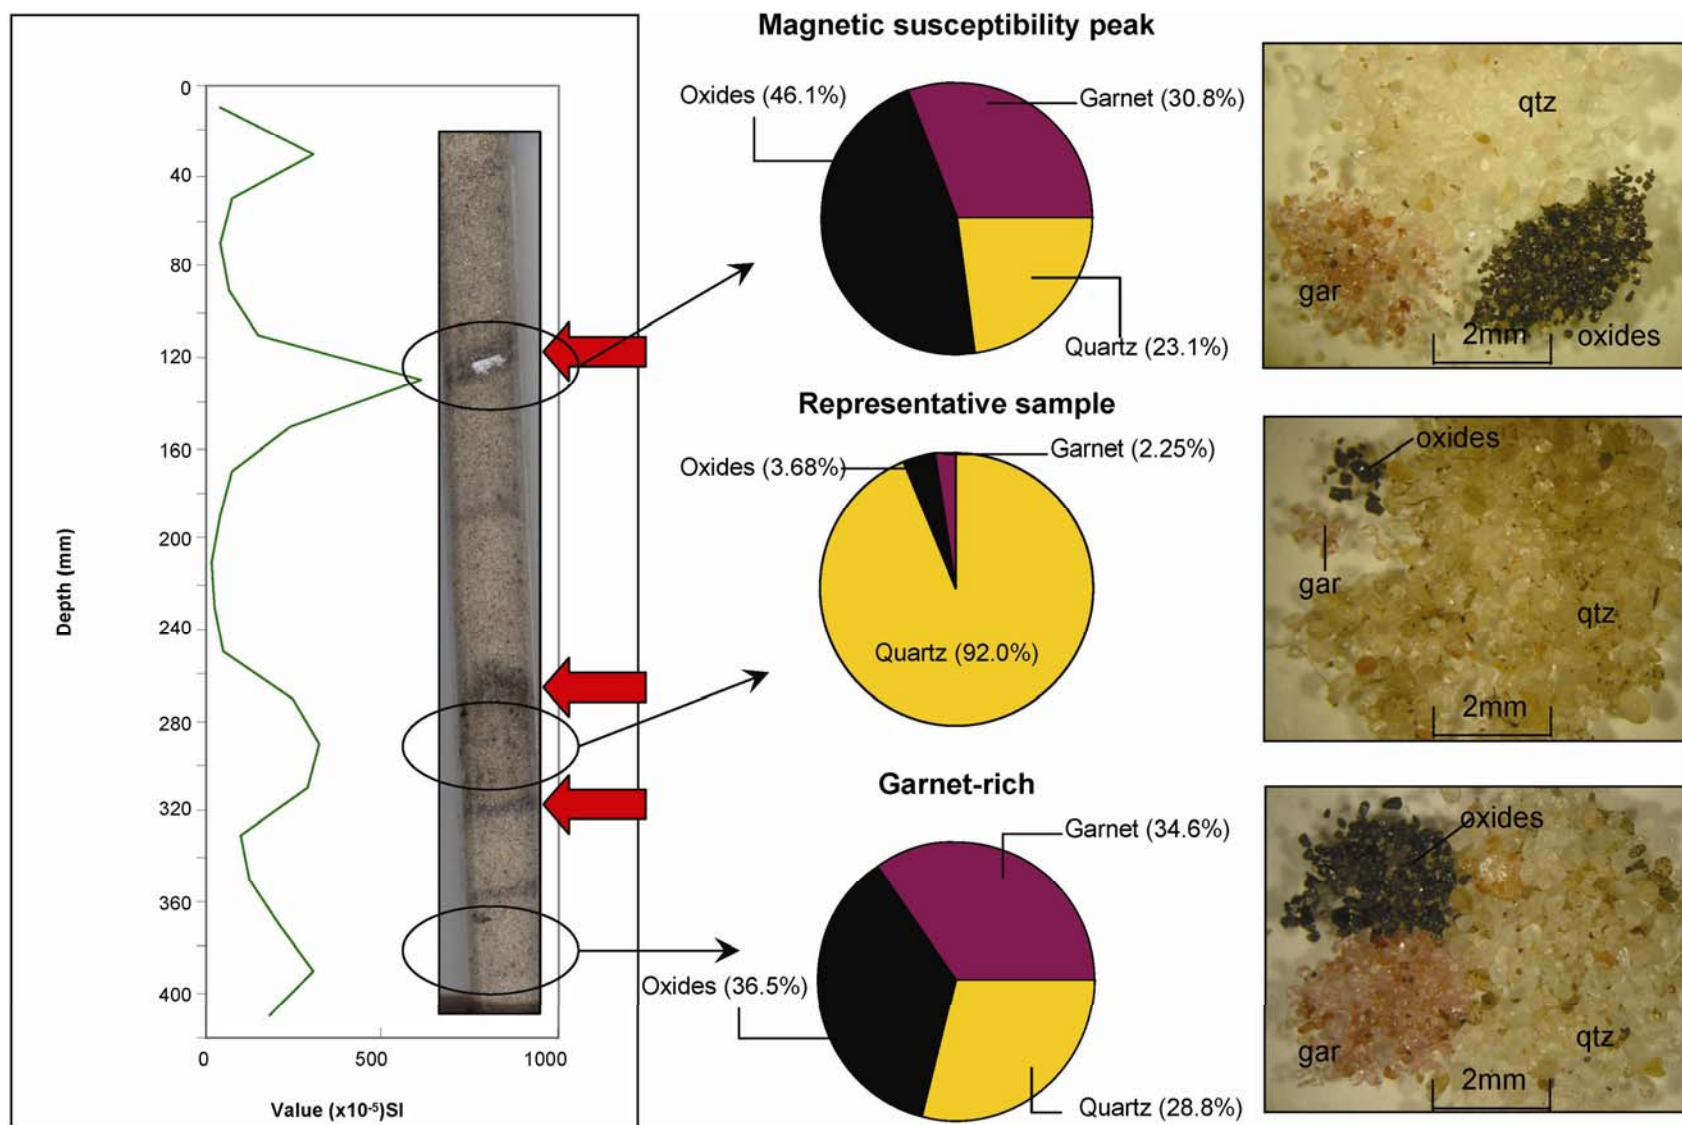 Magnetic susceptibility peak
Oxides (46.1%)
Garnet (30.8%)
Quartz (23.1%)
qtz
gar
2mm
oxides
Representative sample
Oxides (3.68%)
Garnet (2.25%)
Quartz (92.0%)
oxides
gar
qtz
2mm
Garnet-rich
Garnet (34.6%)
Oxides (36.5%)
Quartz (28.8%)
oxides
gar
qtz
2mm
Depth (mm)
0
40
80
120
160
200
240
280
320
360
400
0
500
1000
Value (x10⁻⁵)SI